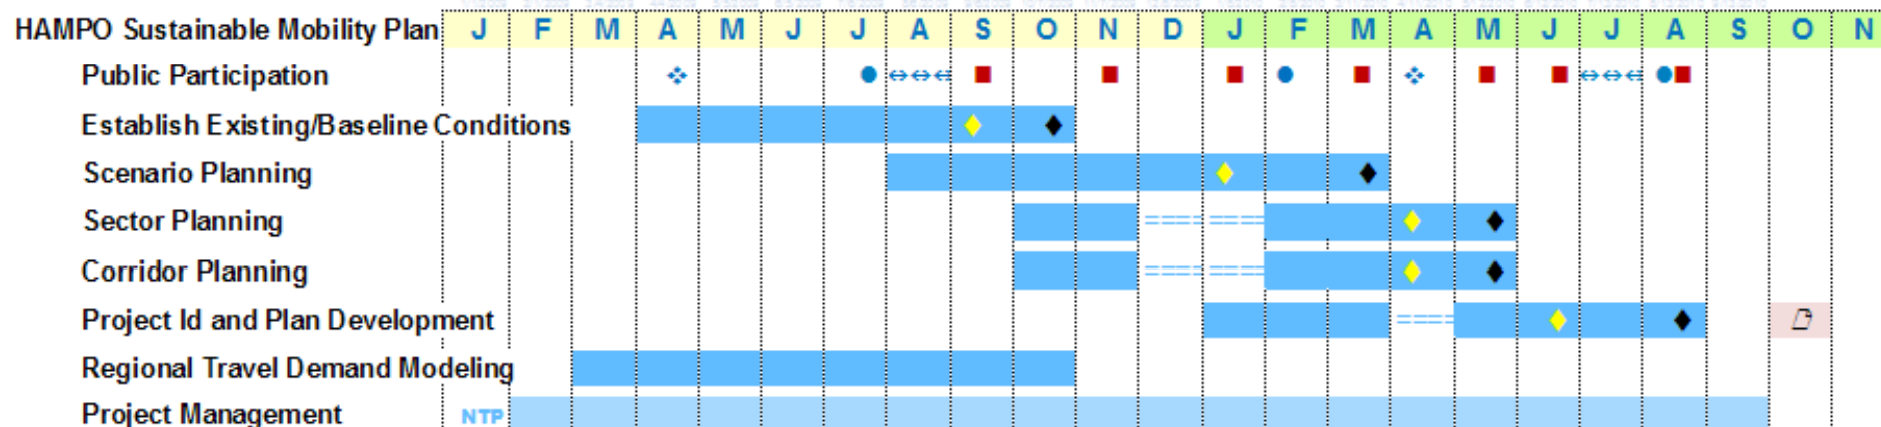 HAMPO Sustainable Mobility Plan J F M A M J J A S O N D J F M A M J J A S O N
Public Participation
Establish Existing/Baseline Conditions
Scenario Planning
Sector Planning
Corridor Planning
Project Id and Plan Development
Regional Travel Demand Modeling
Project Management NTP